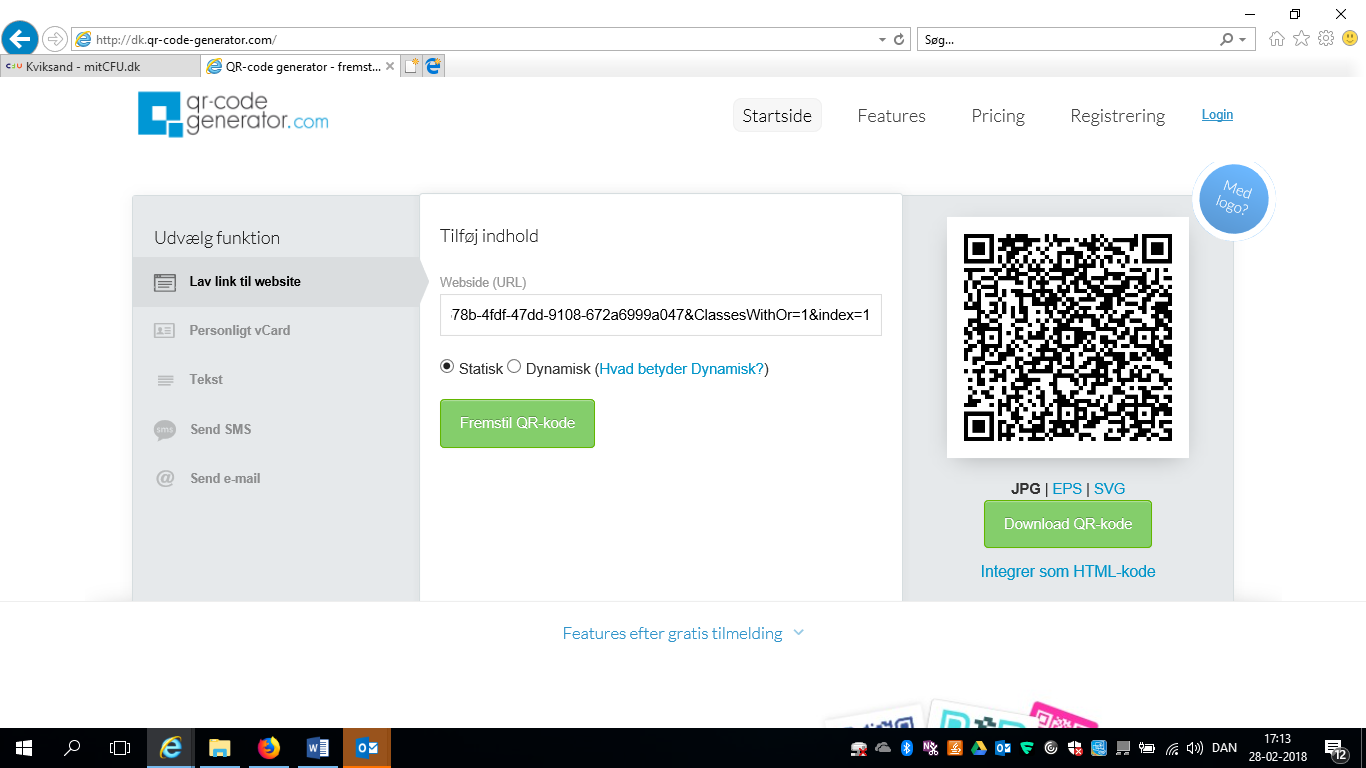 http://dk.qr-code-generator.com/
Søg...
Kviksand - mitCFU.dk
QR-code generator - fremst...
qr-code
generator.com
Startside
Features
Pricing
Registrering
Login
Med
logo?
Udvælg funktion
Lav link til website
Personligt vCard
Tekst
sms
Send SMS
@
Send e-mail
Tilføj indhold
Webside (URL)
78b-4fdf-47dd-9108-672a6999a047&ClassesWithOr=1&index=1
Statisk
Dynamisk (Hvad betyder Dynamisk?)
Fremstil QR-kode
JPG | EPS | SVG
Download QR-kode
Integrer som HTML-kode
Features efter gratis tilmelding
DAN
17:13
28-02-2018
12